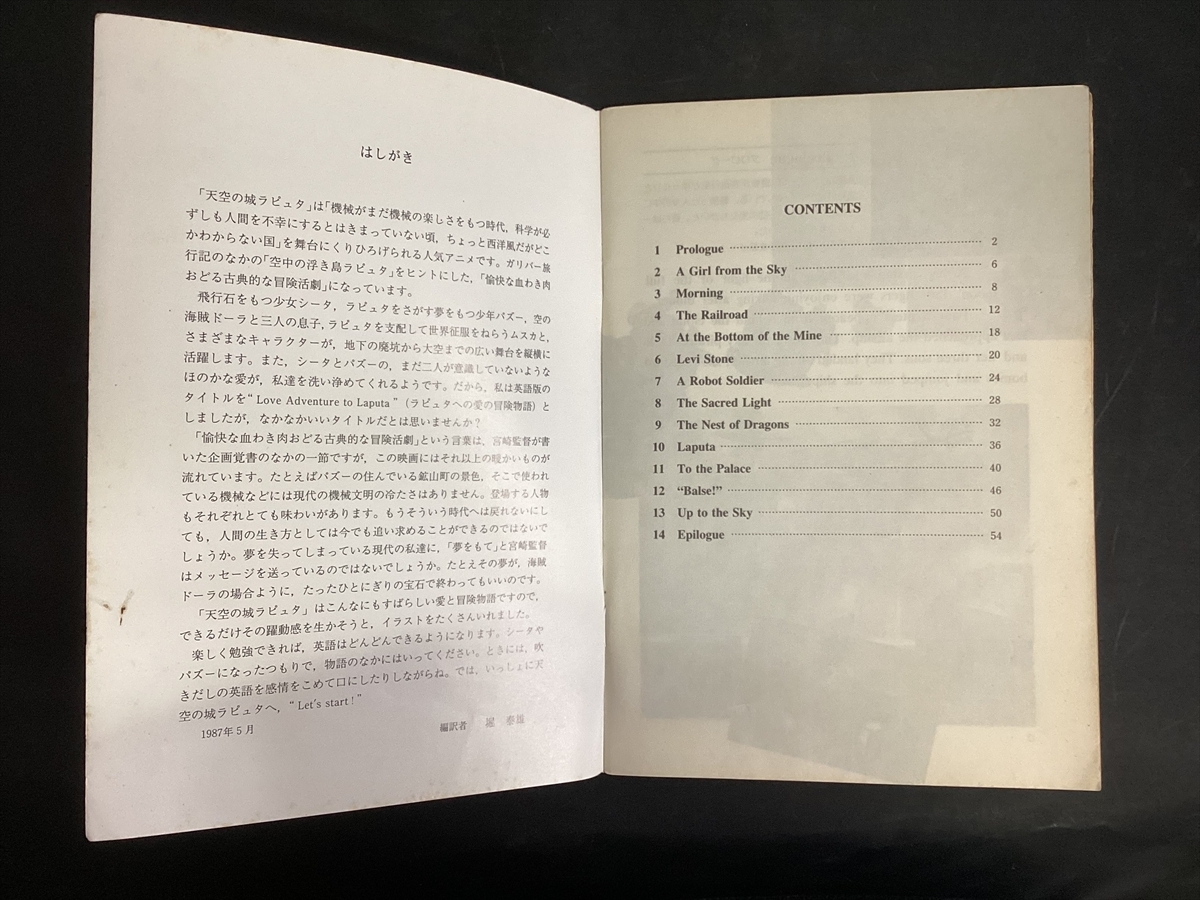 はしがき
「天空の城ラピュタ」は「機械がまだ機械の楽しさをもつ時代，科学が必
ずしも人間を不幸にするとはきまっていない頃，ちょっと西洋風だがどこ
かわからない国」を舞台にくりひろげられる人気アニメです。ガリバー旅
行記のなかの「空中の浮き島ラピュタ」をヒントにした，「愉快な血わき肉
おどる古典的な冒険活劇」になっています。
飛行石をもつ少女シータ，ラピュタをさがす夢をもつ少年パズー，空の
海賊ドーラと三人の息子，ラピュタを支配して世界征服をねらうムスカと，
さまざまなキャラクターが，地下の廃坑から大空までの広い舞台を縦横に
活躍します。また，シータとパズーの，まだ二人が意識していないような
ほのかな愛が，私達を洗い浄めてくれるようです。だから，私は英語版の
タイトルを“Love Adventure to Laputa”（ラピュタへの愛の冒険物語）と
しましたが，なかなかいいタイトルだとは思いませんか？
「愉快な血わき肉おどる古典的な冒険活劇」という言葉は，宮崎監督が書
いた企画覚書のなかの一節ですが，この映画にはそれ以上の暖かいものが
流れています。たとえばパズーの住んでいる鉱山町の景色，そこで使われ
ている機械などには現代の機械文明の冷たさはありません。登場する人物
もそれぞれとても味わいがあります。もうそういう時代へは戻れないにし
ても，人間の生き方としては今でも追い求めることができるのではないで
しょうか。夢を失ってしまっている現代の私達に，「夢をもて」と宮崎監督
はメッセージを送っているのではないでしょうか。たとえその夢が，海賊
ドーラの場合ように，たったひとにぎりの宝石で終わってもいいのです。
「天空の城ラピュタ」はこんなにもすばらしい愛と冒険物語ですので，
できるだけその躍動感を生かそうと，イラストをたくさんいれました。
楽しく勉強できれば，英語はどんどんできるようになります。シータや
パズーになったつもりで，物語のなかにはいってください。ときには，吹
きだしの英語を感情をこめて口にしたりしながらね。では，いっしょに天
空の城ラピュタへ，“Let's start！”
1987年5月
編訳者 泰雄
CONTENTS
1 Prologue 2
2 A Girl from the Sky 6
3 Morning 8
4 The Railroad 12
5 At the Bottom of the Mine 18
6 Levi Stone 20
7 A Robot Soldier 24
8 The Sacred Light 28
9 The Nest of Dragons 32
10 Laputa 36
11 To the Palace 40
12 “Balse!” 46
13 Up to the Sky 50
14 Epilogue 54